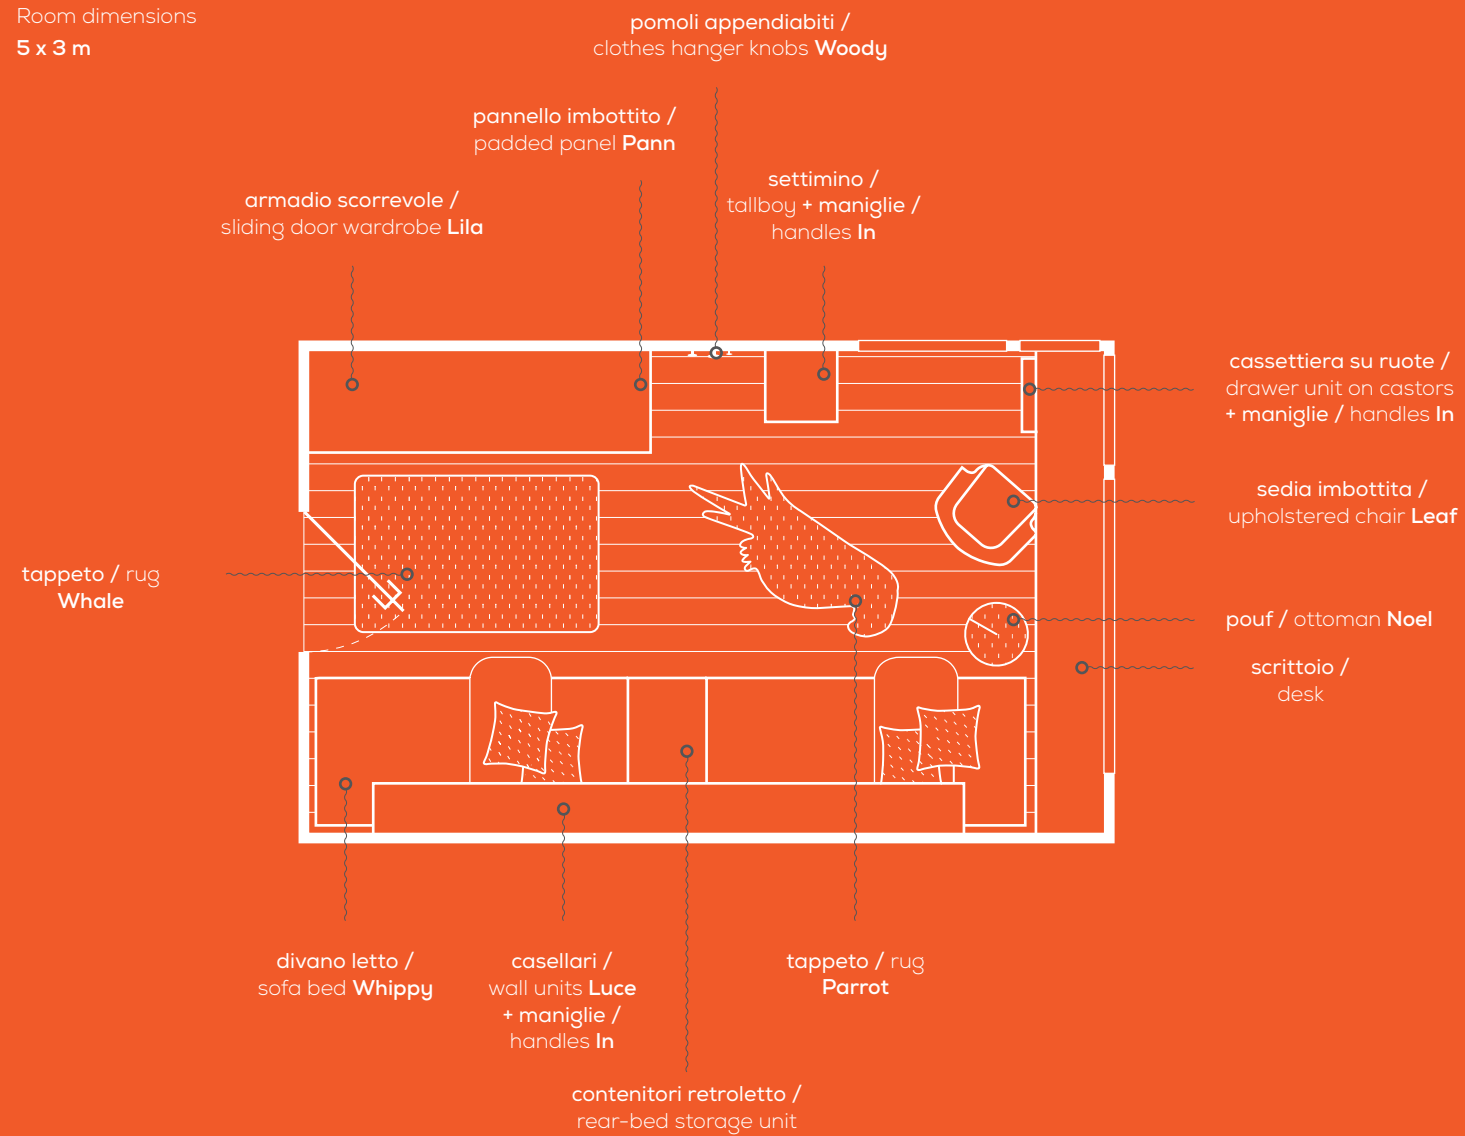 Room dimensions
5 x 3 m
pomoli appendiabiti /
clothes hanger knobs Woody
pannello imbottito /
padded panel Pann
settimino /
tallboy + maniglie /
handles In
armadio scorrevole /
sliding door wardrobe Lila
cassettiera su ruote /
drawer unit on castors
+ maniglie / handles In
sedia imbottita /
upholstered chair Leaf
tappeto / rug
Whale
pouf / ottoman Noel
scrittoio /
desk
divano letto /
sofa bed Whippy
casellari /
wall units Luce
+ maniglie /
handles In
tappeto / rug
Parrot
contenitori retroletto /
rear-bed storage unit